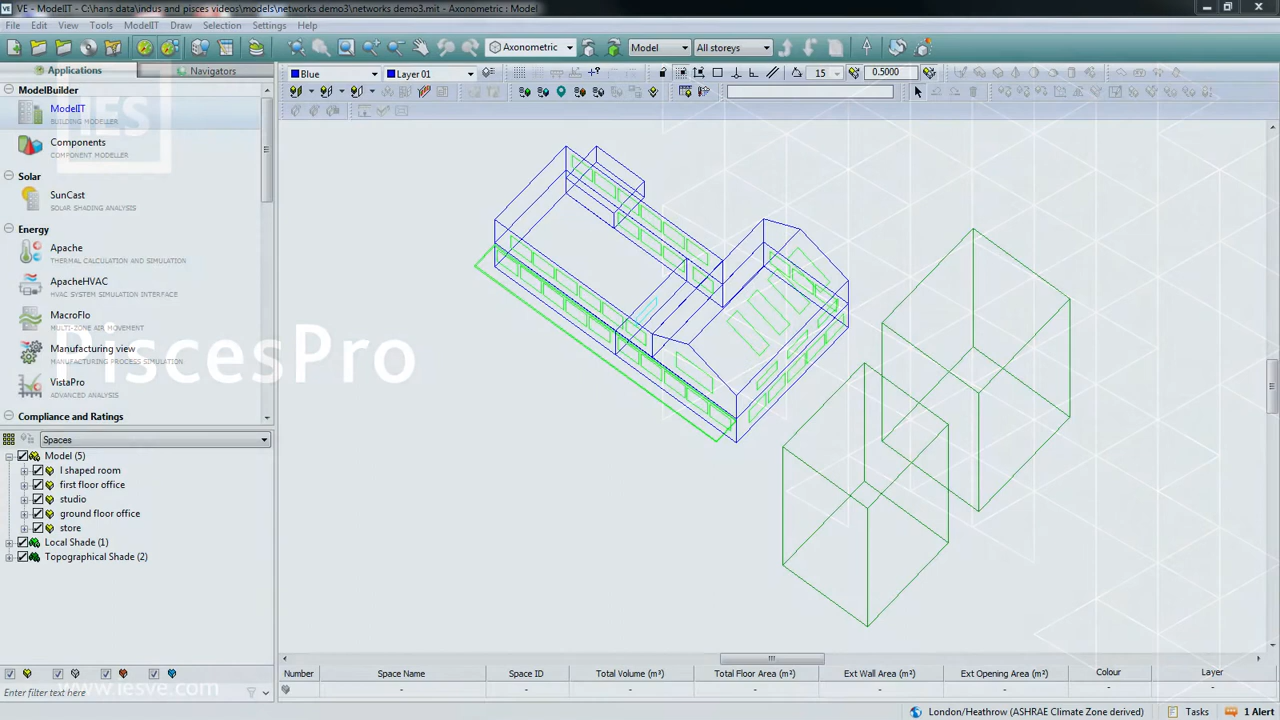 VE - ModelIT - C:\hans data\indus and pisces videos\models\networks demo3\networks demo3.mit - Axonometric : Model
File Edit View Tools ModelIT Draw Selection Settings Help
Axonometric Model All storeys
Applications Navigators
Blue Layer 01 15 0.5000
ModelBuilder
ModelIT
BUILDING MODELLER
IES
Components
COMPONENT MODELLER
Solar
SunCast
SOLAR SHADING ANALYSIS
Energy
Apache
THERMAL CALCULATION AND SIMULATION
ApacheHVAC
HVAC SYSTEM SIMULATION INTERFACE
MacroFlo
MULTI-ZONE AIR MOVEMENT
PiscesPro
Manufacturing view
MANUFACTURING PROCESS SIMULATION
VistaPro
ADVANCED ANALYSIS
Compliance and Ratings
Spaces
Model (5)
l shaped room
first floor office
studio
ground floor office
store
Local Shade (1)
Topographical Shade (2)
Number Space Name Space ID Total Volume (m³) Total Floor Area (m²) Ext Wall Area (m²) Ext Opening Area (m²) Colour Layer
- - - - - - - -
Enter filter text here
www.iesve.com
London/Heathrow (ASHRAE Climate Zone derived) Tasks 1 Alert